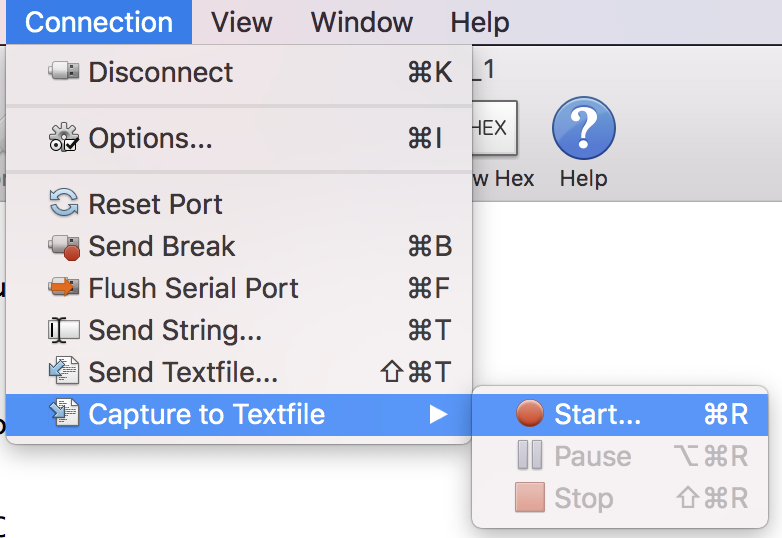 Connection View Window Help
Disconnect ⌘K
_1
Options... ⌘I
HEX
w Hex Help
Reset Port
Send Break ⌘B
Flush Serial Port ⌘F
Send String... ⌘T
Send Textfile... ⇧⌘T
Capture to Textfile ▶
Start... ⌘R
Pause ⌥⌘R
Stop ⇧⌘R